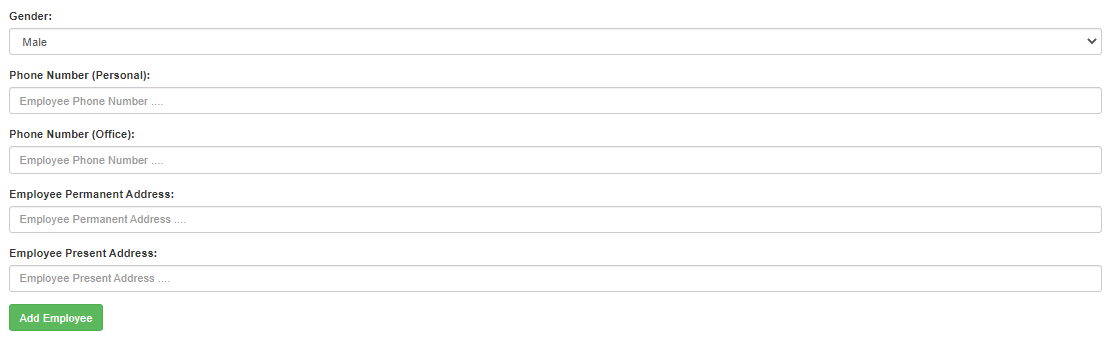 Gender:
Male
Phone Number (Personal):
Employee Phone Number ....
Phone Number (Office):
Employee Phone Number ....
Employee Permanent Address:
Employee Permanent Address ....
Employee Present Address:
Employee Present Address ....
Add Employee